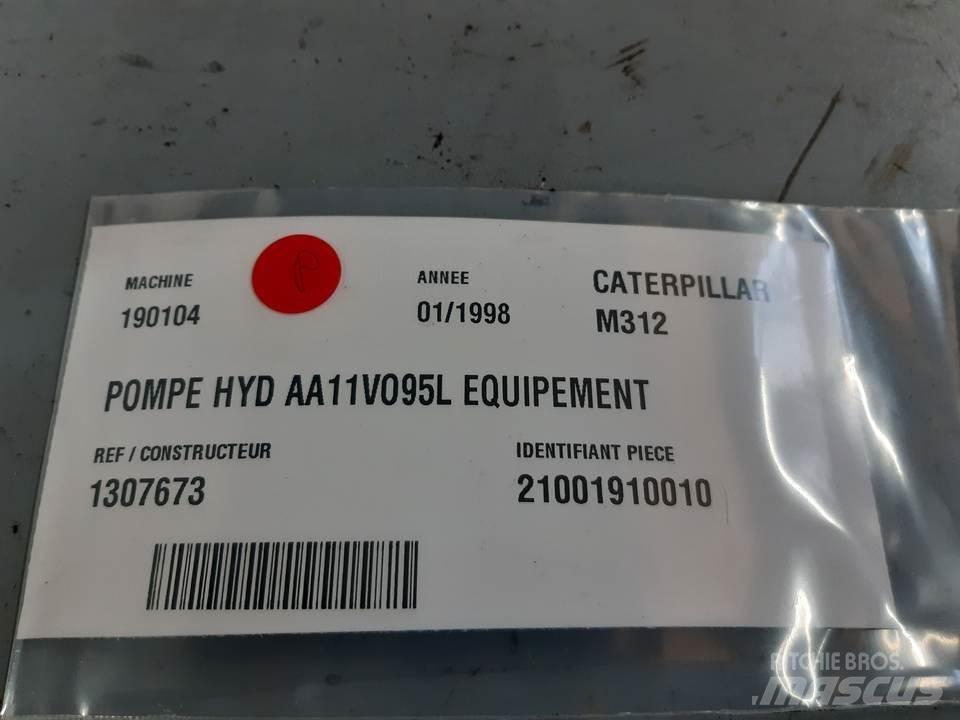 MACHINE
190104
P
ANNEE
01/1998
CATERPILLAR
M312
POMPE HYD AA11VO95L EQUIPEMENT
REF / CONSTRUCTEUR
1307673
IDENTIFIANT PIECE
21001910010
RITCHIE BROS.
MASCUS